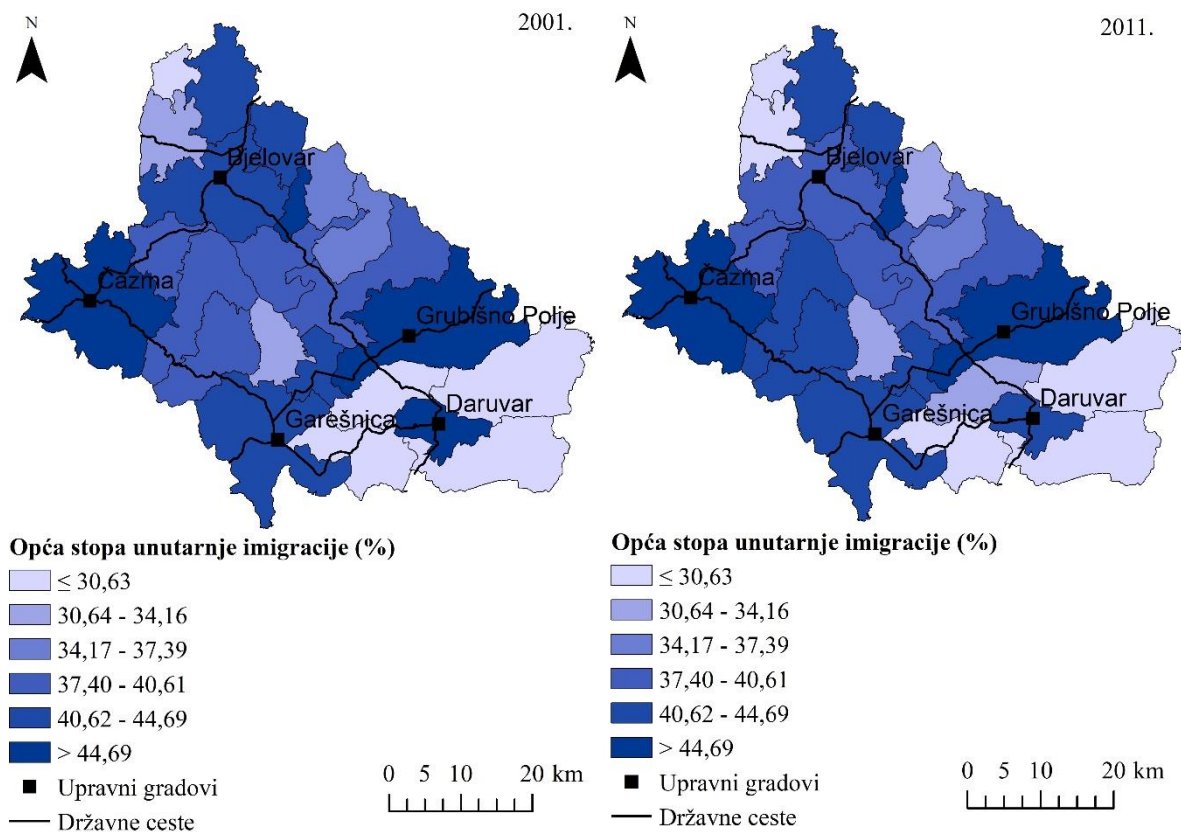 N
2001.
Bjelovar
Čazma
Grubišno Polje
Daruvar
Garešnica
Opća stopa unutarnje imigracije (%)
≤ 30,63
30,64 - 34,16
34,17 - 37,39
37,40 - 40,61
40,62 - 44,69
> 44,69
Upravni gradovi
Državne ceste
0 5 10 20 km
N
2011.
Bjelovar
Čazma
Grubišno Polje
Daruvar
Garešnica
Opća stopa unutarnje imigracije (%)
≤ 30,63
30,64 - 34,16
34,17 - 37,39
37,40 - 40,61
40,62 - 44,69
> 44,69
Upravni gradovi
Državne ceste
0 5 10 20 km